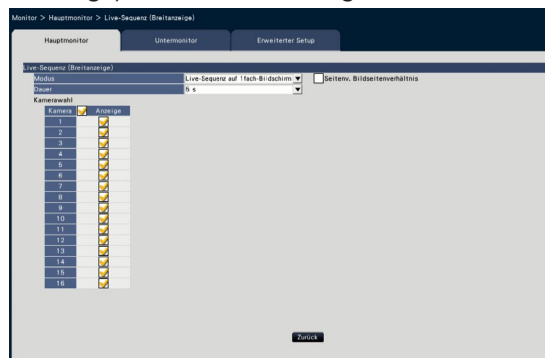 Monitor > Hauptmonitor > Live-Sequenz (Breitanzeige)
Hauptmonitor Untermonitor Erweiterter Setup
Live-Sequenz (Breitanzeige)
Modus Live-Sequenz auf 1fach-Bildschirm Seitenv. Bildseitenverhältnis
Dauer 5 s
Kamerawahl
Kamera Anzeige
1
2
3
4
5
6
7
8
9
10
11
12
13
14
15
16
Zurück